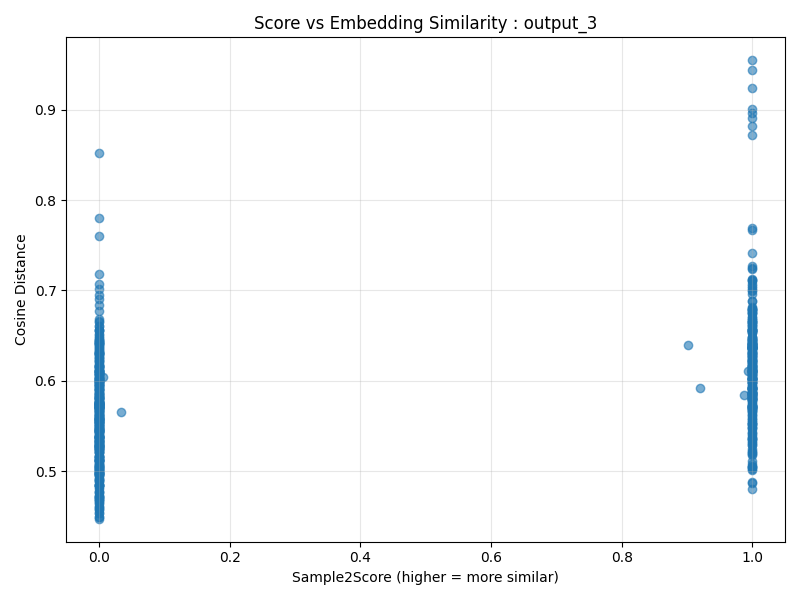 Score vs Embedding Similarity : output_3
Cosine Distance
0.9
0.8
0.7
0.6
0.5
0.0 0.2 0.4 0.6 0.8 1.0
Sample2Score (higher = more similar)